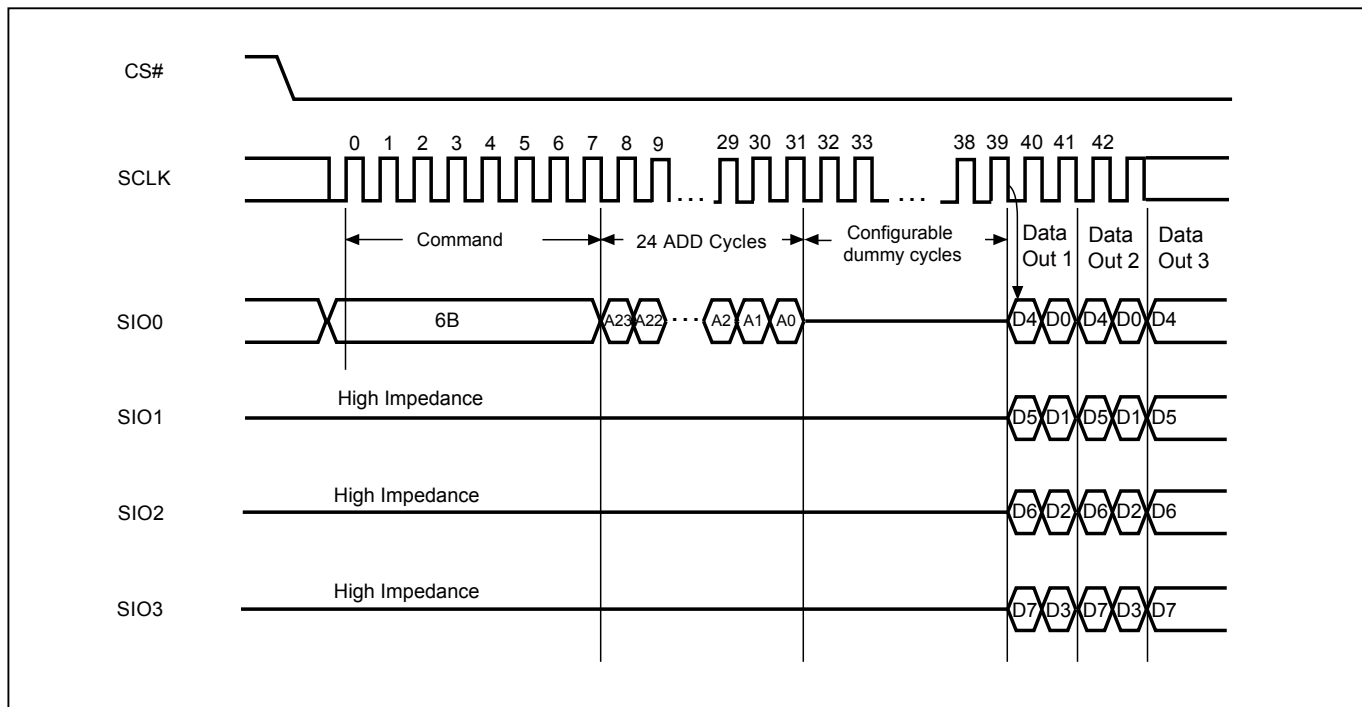 CS#
0 1 2 3 4 5 6 7 8 9 29 30 31 32 33 38 39 40 41 42
SCLK
... ...
Command 24 ADD Cycles Configurable dummy cycles Data Out 1 Data Out 2 Data Out 3
SIO0 6B A23 A22 ... A2 A1 A0 D4 D0 D4 D0 D4
High Impedance
SIO1 D5 D1 D5 D1 D5
High Impedance
SIO2 D6 D2 D6 D2 D6
High Impedance
SIO3 D7 D3 D7 D3 D7